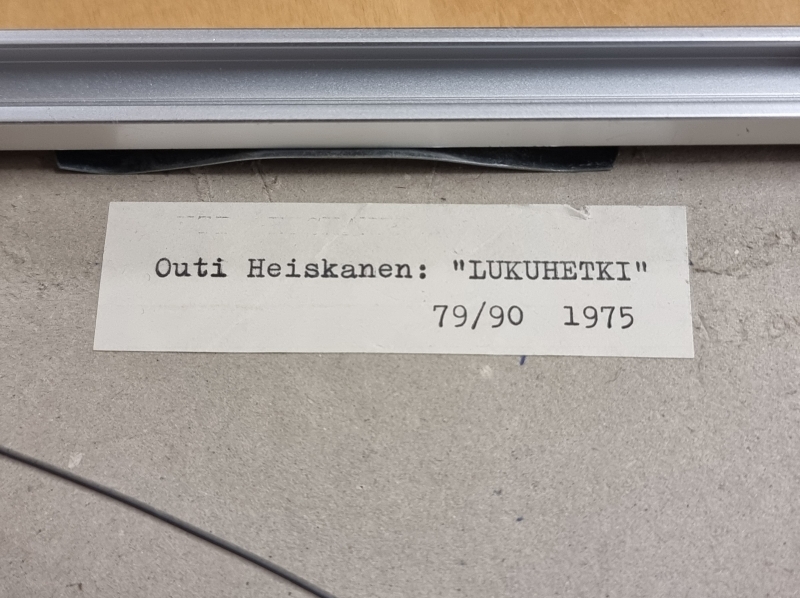 Outi Heiskanen: "LUKUHETKI"
79/90 1975